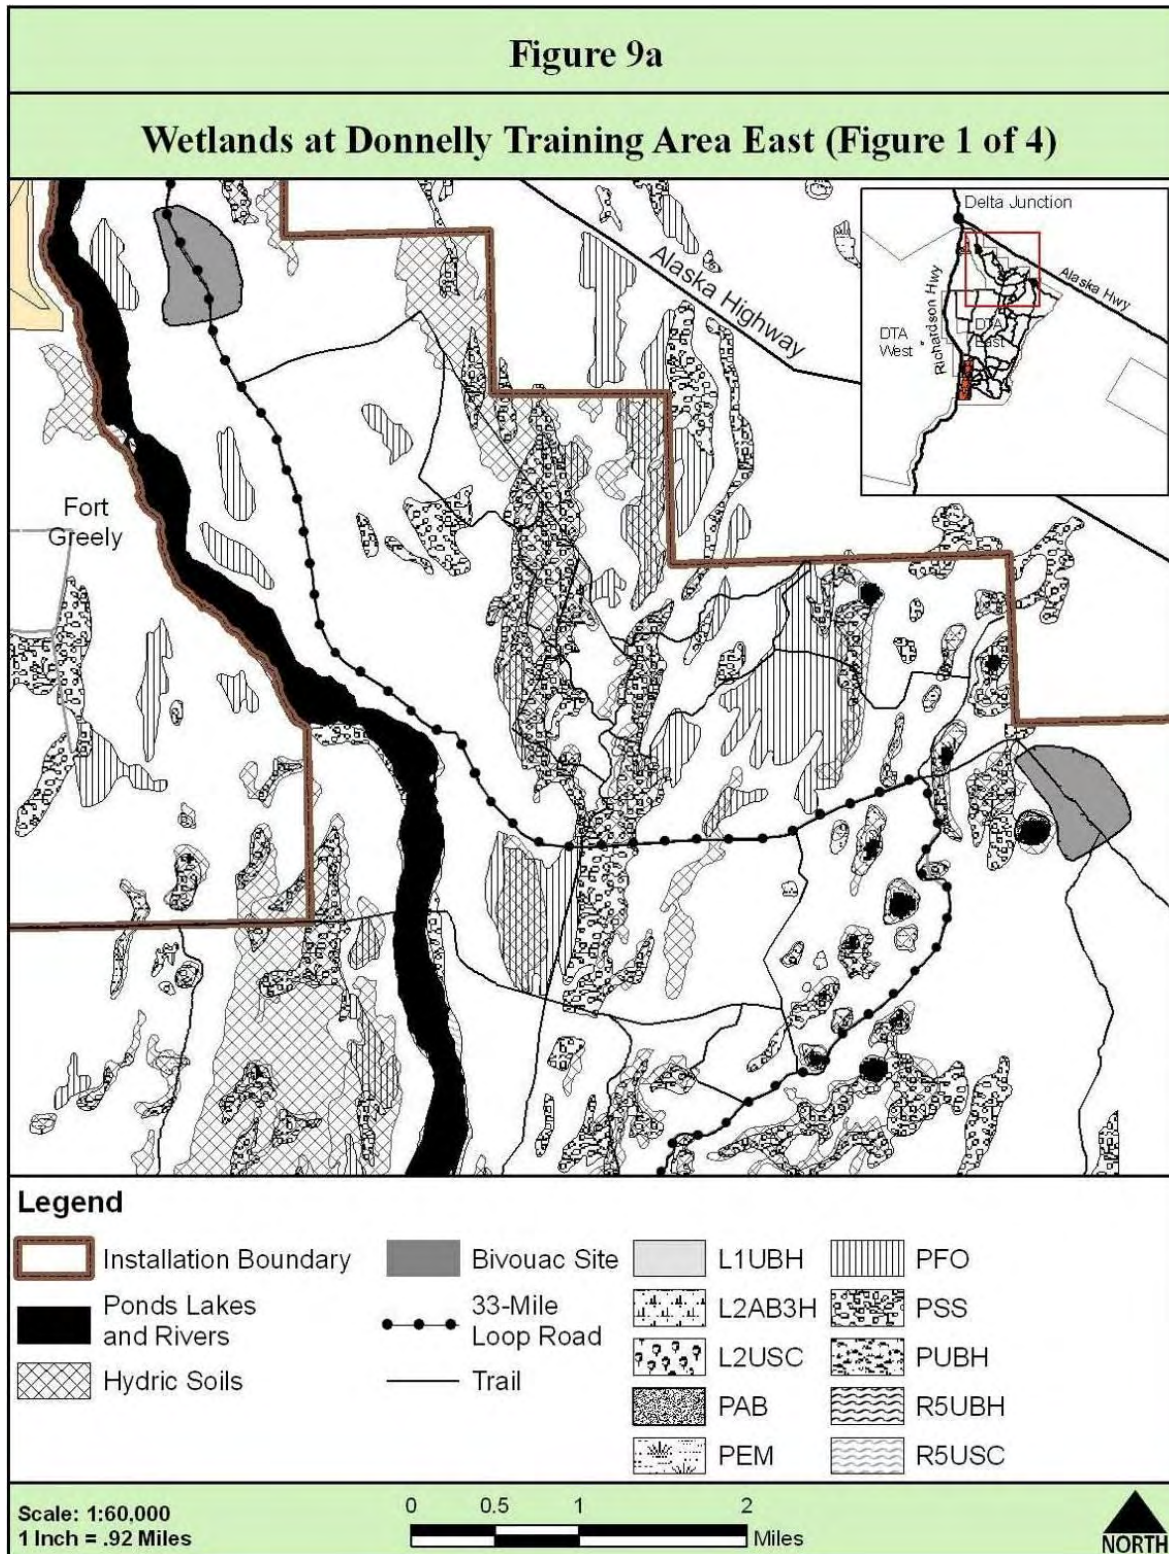 Figure 9a
Wetlands at Donnelly Training Area East (Figure 1 of 4)
Alaska Highway
Fort
Greely
Delta Junction
Alaska Hwy
Richardson Hwy
DTA
West
DTA
East
Legend
Installation Boundary
Ponds Lakes
and Rivers
Hydric Soils
Bivouac Site
33-Mile
Loop Road
Trail
L1UBH
L2AB3H
L2USC
PAB
PEM
PFO
PSS
PUBH
R5UBH
R5USC
Scale: 1:60,000
1 Inch = .92 Miles
0 0.5 1 2
Miles
NORTH